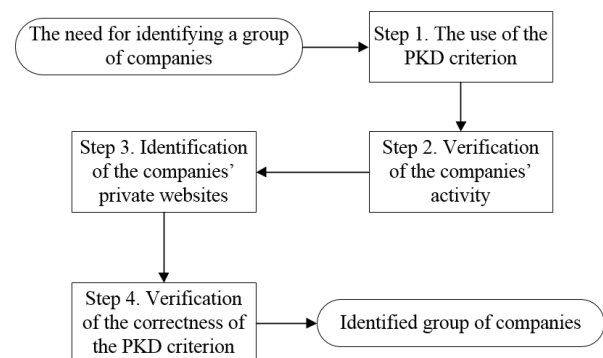 The need for identifying a group
of companies
Step 1. The use of the
PKD criterion
Step 2. Verification
of the companies'
activity
Step 3. Identification
of the companies'
private websites
Step 4. Verification
of the correctness of
the PKD criterion
Identified group of companies